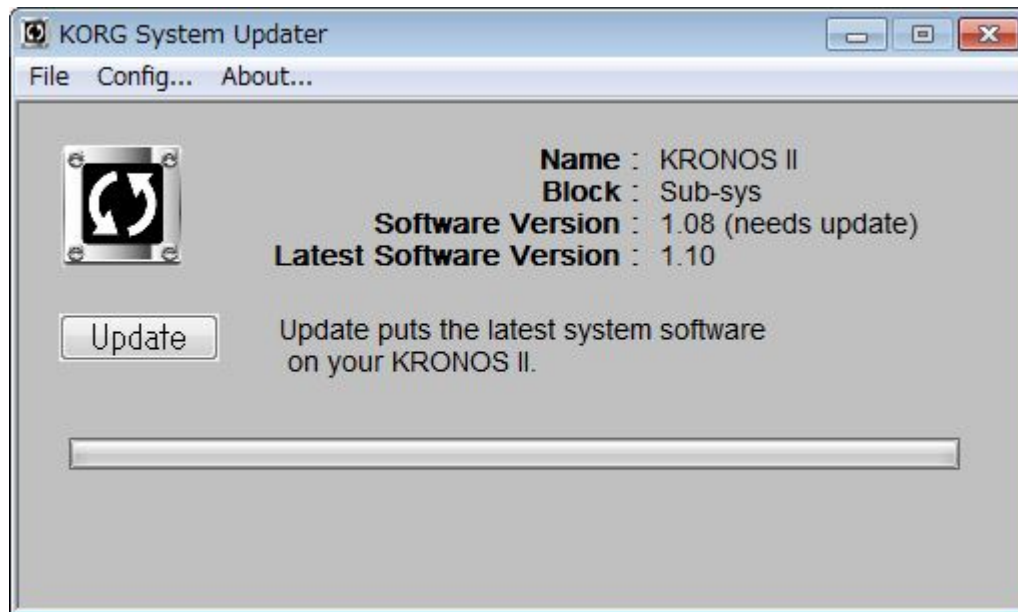 KORG System Updater
File Config... About...
Name : KRONOS II
Block : Sub-sys
Software Version : 1.08 (needs update)
Latest Software Version : 1.10
Update
Update puts the latest system software
on your KRONOS II.